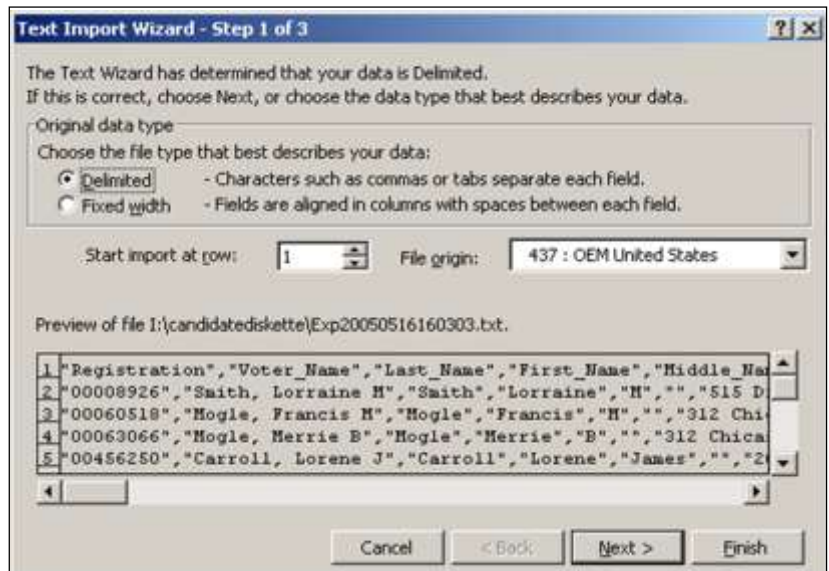 Text Import Wizard - Step 1 of 3
The Text Wizard has determined that your data is Delimited.
If this is correct, choose Next, or choose the data type that best describes your data.
Original data type
Choose the file type that best describes your data:
Delimited - Characters such as commas or tabs separate each field.
Fixed width - Fields are aligned in columns with spaces between each field.
Start import at row: 1 File origin: 437 : OEM United States
Preview of file I:\candidatediskette\Exp20050516160303.txt.
1 "Registration","Voter_Name","Last_Name","First_Name","Middle_Nam
2 "00008926","Smith, Lorraine M","Smith","Lorraine","M","","515 D
3 "00060518","Mogle, Francis M","Mogle","Francis","M","","312 Chi
4 "00063066","Mogle, Merrie B","Mogle","Merrie","B","","312 Chica
5 "00456250","Carroll, Lorene J","Carroll","Lorene","James","","20
Cancel < Back Next > Finish